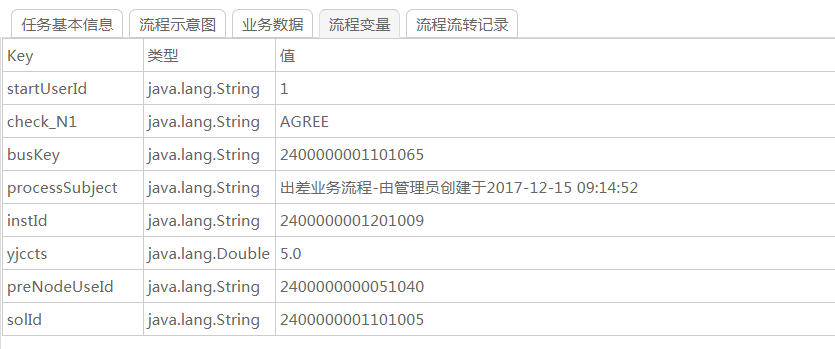 任务基本信息 流程示意图 业务数据 流程变量 流程流转记录
Key 类型 值
startUserId java.lang.String 1
check_N1 java.lang.String AGREE
busKey java.lang.String 2400000001101065
processSubject java.lang.String 出差业务流程-由管理员创建于2017-12-15 09:14:52
instId java.lang.String 2400000001201009
yjccts java.lang.Double 5.0
preNodeUseId java.lang.String 2400000000051040
solId java.lang.String 2400000001101005